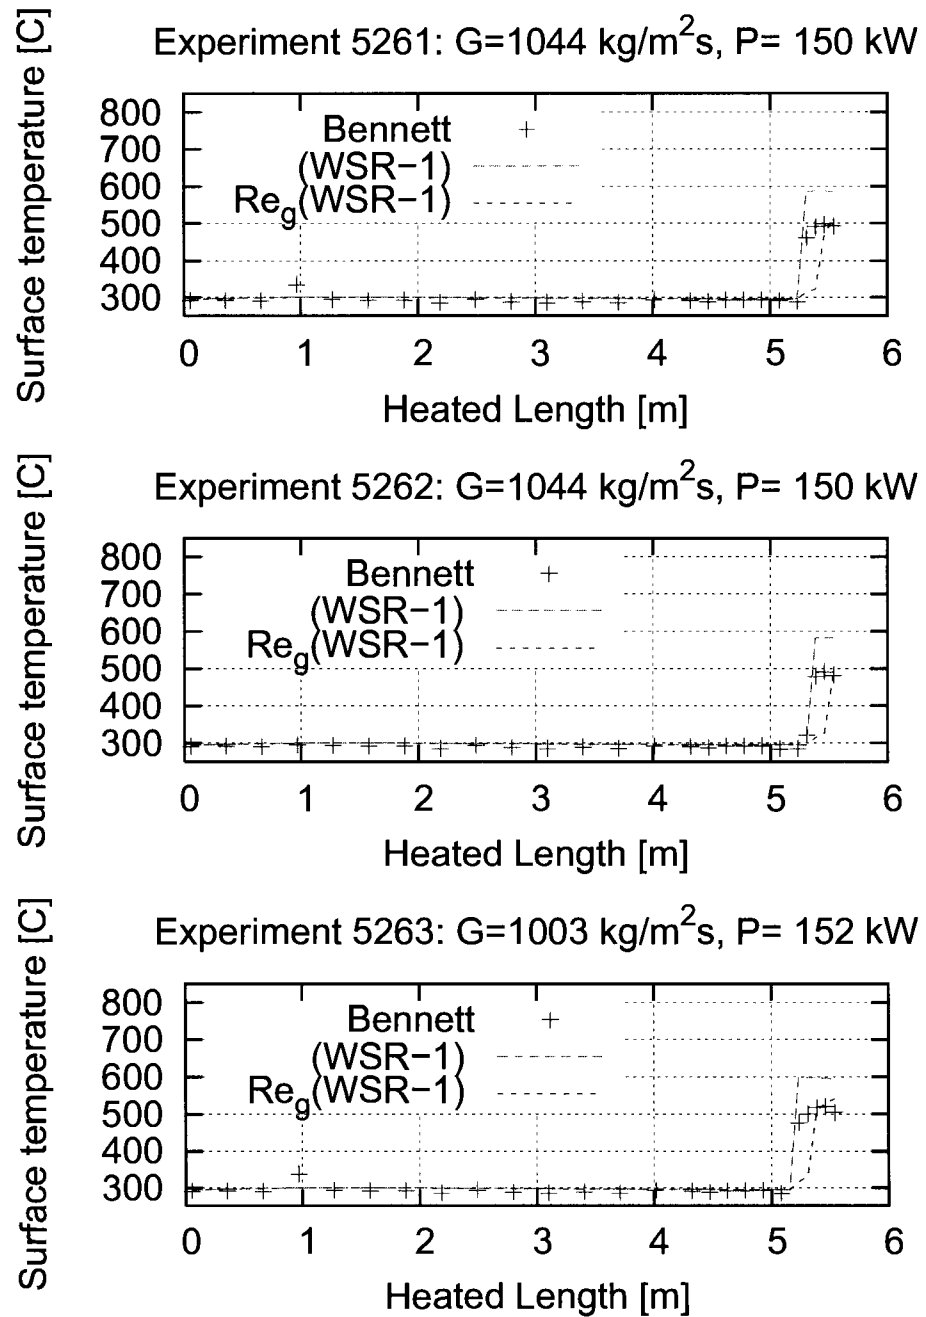 Experiment 5261: G=1044 kg/m²s, P= 150 kW
Surface temperature [C]
800
700
600
500
400
300
Bennett
(WSR−1)
Re_g(WSR−1)
0 1 2 3 4 5 6
Heated Length [m]
Experiment 5262: G=1044 kg/m²s, P= 150 kW
Surface temperature [C]
800
700
600
500
400
300
Bennett
(WSR−1)
Re_g(WSR−1)
0 1 2 3 4 5 6
Heated Length [m]
Experiment 5263: G=1003 kg/m²s, P= 152 kW
Surface temperature [C]
800
700
600
500
400
300
Bennett
(WSR−1)
Re_g(WSR−1)
0 1 2 3 4 5 6
Heated Length [m]